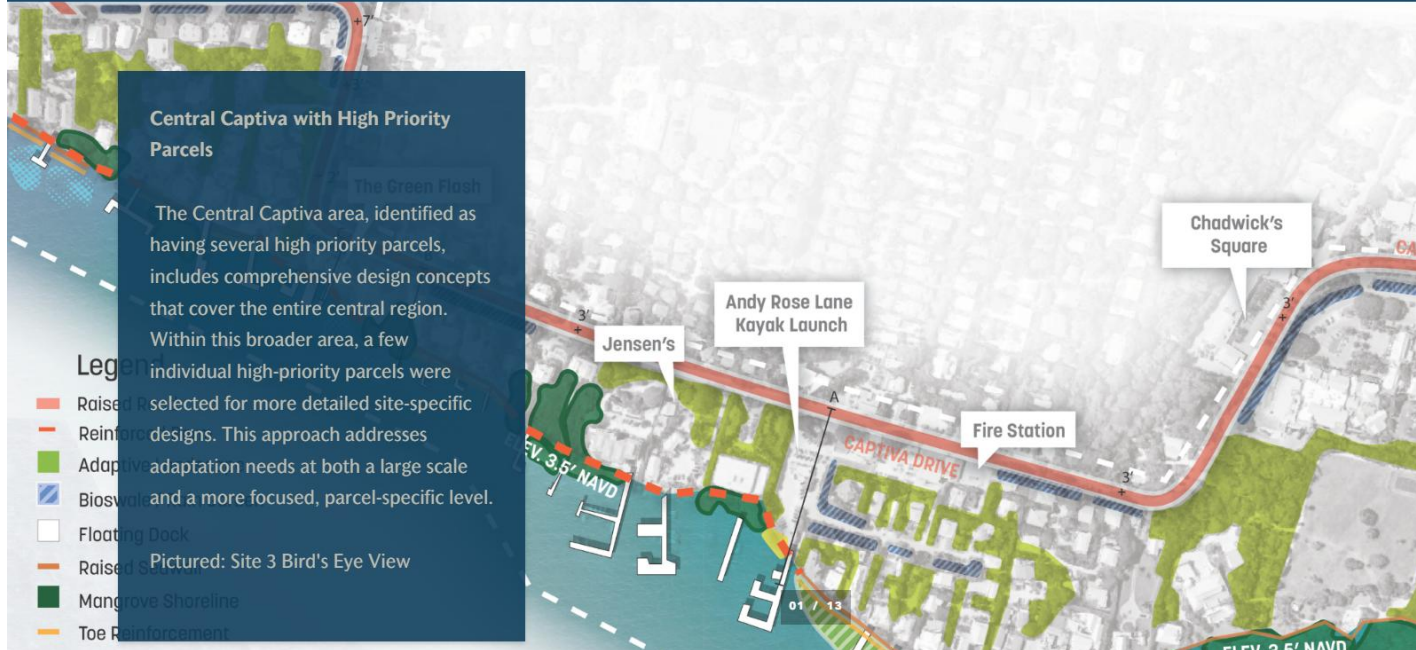 +7'
Central Captiva with High Priority
Parcels
The Green Flash
The Central Captiva area, identified as
having several high priority parcels,
includes comprehensive design concepts
that cover the entire central region.
Within this broader area, a few
individual high-priority parcels were
selected for more detailed site-specific
designs. This approach addresses
adaptation needs at both a large scale
and a more focused, parcel-specific level.
Pictured: Site 3 Bird's Eye View
Legend
Raised
Adaptive
Floating Dock
Raised Seawall
Mangrove Shoreline
Toe Reinforcement
3'
Jensen's
Andy Rose Lane
Kayak Launch
Chadwick's
Square
3'
A
Fire Station
CAPTIVA DRIVE
3'
ELEV. 3.5' NAVD
01 / 13
ELEV. 3.5' NAVD